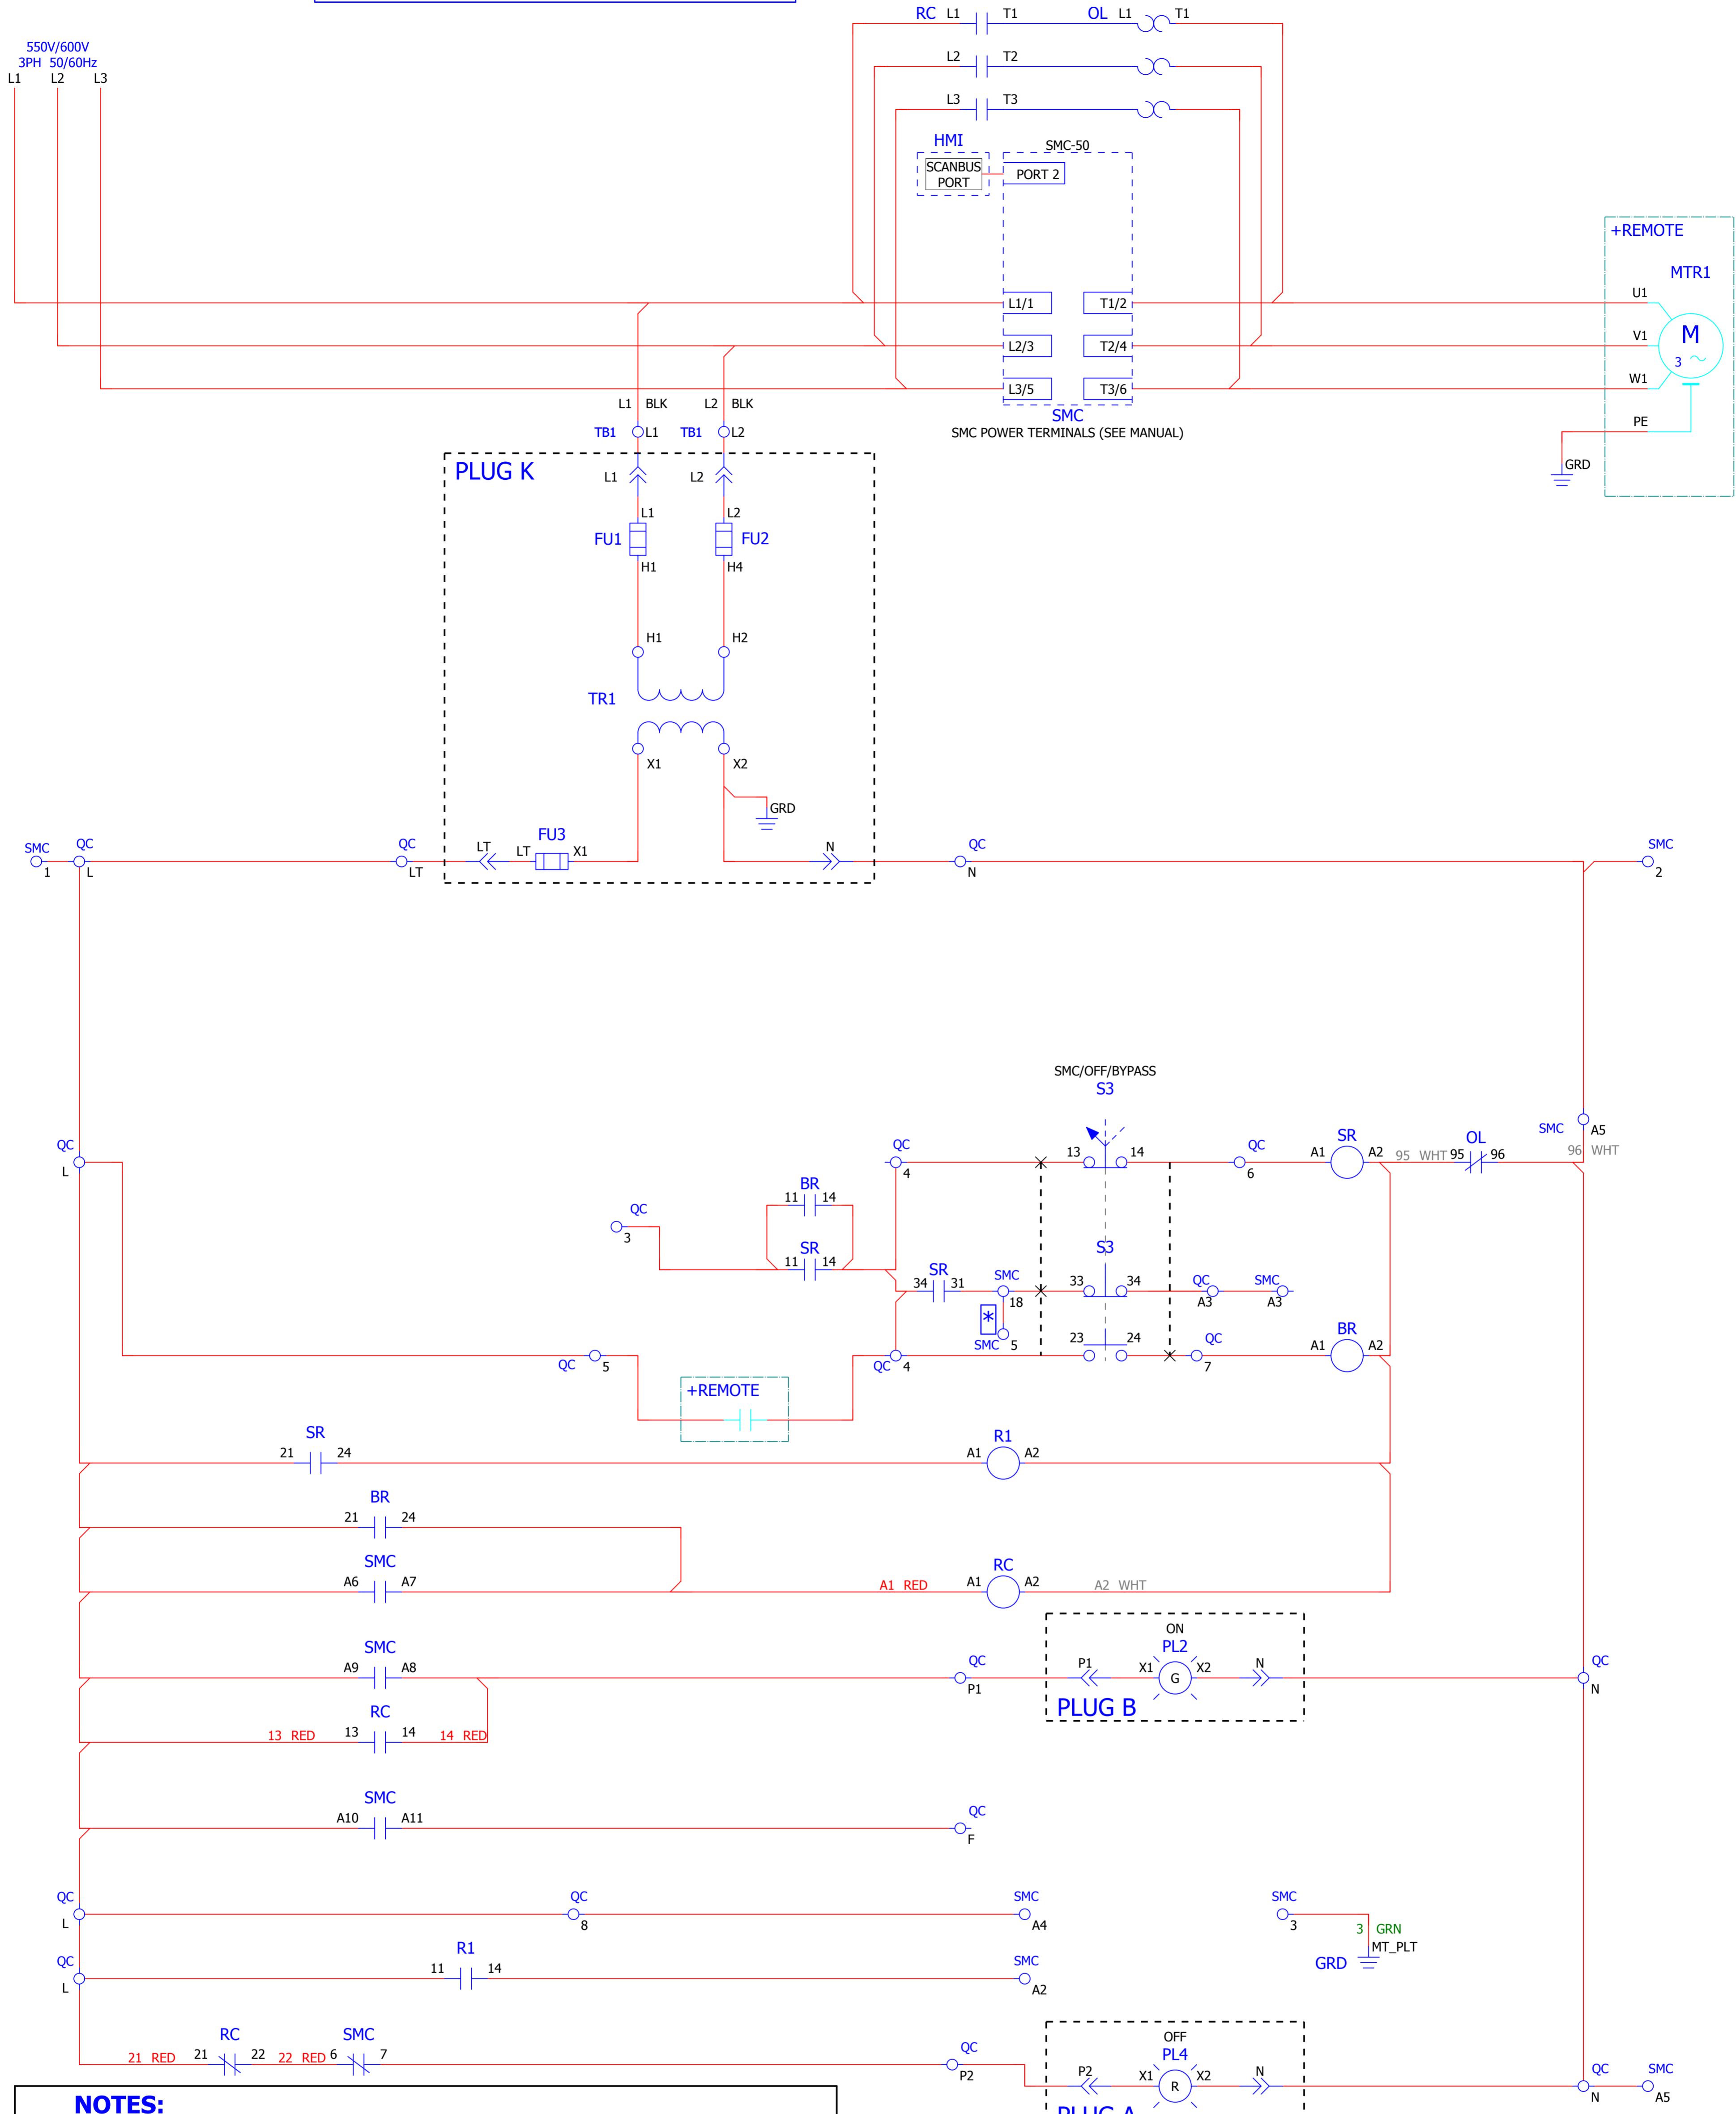 RC L1 T1 OL L1 T1
550V/600V
3PH 50/60Hz
L1 L2 L3
L2 T2
L3 T3
HMI
SMC-50
SCANBUS
PORT
PORT 2
+REMOTE
MTR1
L1/1 T1/2 U1
L2/3 T2/4 V1
M
3
L3/5 T3/6 W1
L1 BLK L2 BLK
SMC
SMC POWER TERMINALS (SEE MANUAL)
PE
TB1 L1 TB1 L2
GRD
PLUG K
L1 L2
L1 L2
FU1 FU2
H1 H4
H1 H2
TR1
X1 X2
GRD
SMC QC QC FU3 QC SMC
LT LT X1 N
1 L LT N 2
SMC/OFF/BYPASS
S3
SMC A5
QC QC 13 14 QC SR OL
A1 A2 95 WHT 95 96 96 WHT
L 4 6
BR
11 14
QC
3
SR
11 14
S3
SR
34 31 SMC 33 34 QC SMC
18 A3 A3
*
SMC 5
23 24 QC BR
A1 A2
QC 5 QC 4 7
+REMOTE
SR R1
21 24 A1 A2
BR
21 24
SMC RC
A6 A7 A1 RED A1 A2 A2 WHT
ON
SMC PL2
A9 A8 QC P1 X1 G X2 N QC
P1 N
PLUG B
RC
13 RED 13 14 14 RED
SMC
A10 A11 QC
F
QC QC SMC SMC
L 8 A4 3
3 GRN
MT_PLT
GRD
QC R1 SMC
11 14
L A2
OFF
RC SMC PL4
21 RED 21 22 22 RED 6 7 QC
P2
P2 X1 R X2 N QC SMC
N A5
NOTES:
PLUG A